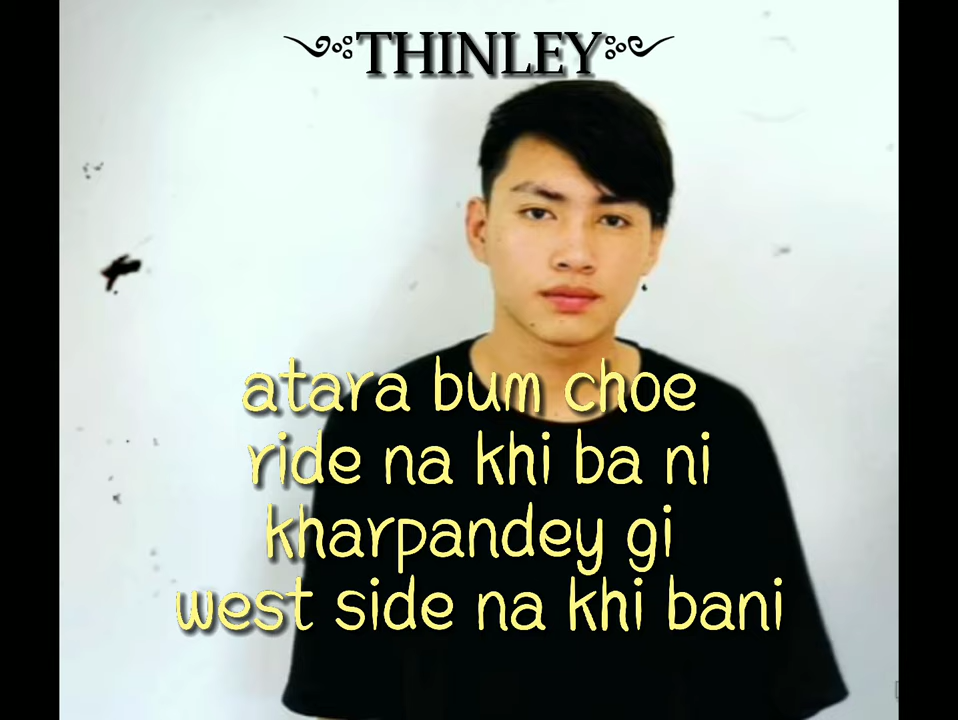 THINLEY
atara bum choe
ride na khi ba ni
kharpandey gi
west side na khi bani